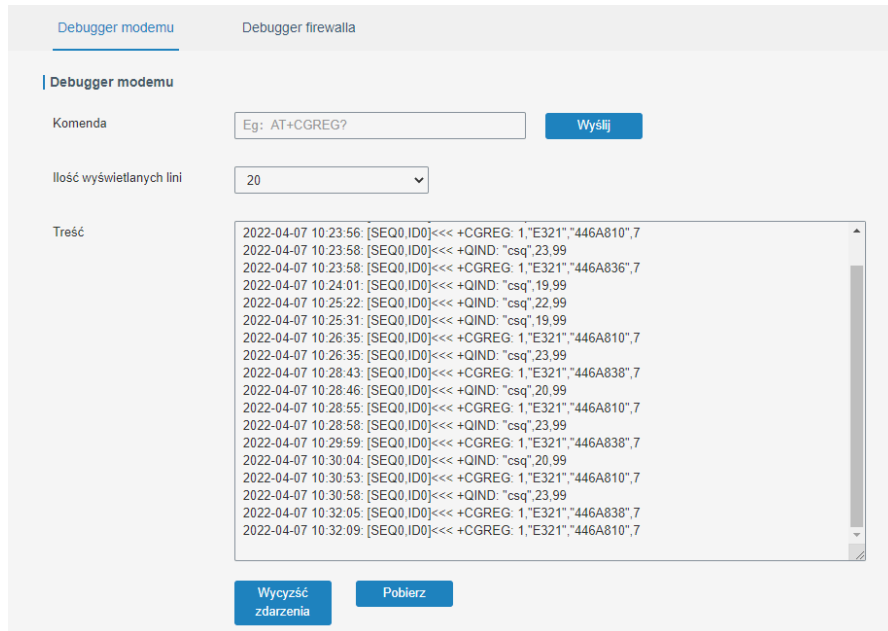 Debugger modemu
Debugger firewalla
Debugger modemu
Komenda
Eg: AT+CGREG?
Wyślij
Ilość wyświetlanych lini
20
Treść
2022-04-07 10:23:56: [SEQ0,ID0]<<< +CGREG: 1,"E321","446A810",7
2022-04-07 10:23:58: [SEQ0,ID0]<<< +QIND: "csq",23,99
2022-04-07 10:23:58: [SEQ0,ID0]<<< +CGREG: 1,"E321","446A836",7
2022-04-07 10:24:01: [SEQ0,ID0]<<< +QIND: "csq",19,99
2022-04-07 10:25:22: [SEQ0,ID0]<<< +QIND: "csq",22,99
2022-04-07 10:25:31: [SEQ0,ID0]<<< +QIND: "csq",19,99
2022-04-07 10:26:35: [SEQ0,ID0]<<< +CGREG: 1,"E321","446A810",7
2022-04-07 10:26:35: [SEQ0,ID0]<<< +QIND: "csq",23,99
2022-04-07 10:28:43: [SEQ0,ID0]<<< +CGREG: 1,"E321","446A838",7
2022-04-07 10:28:46: [SEQ0,ID0]<<< +QIND: "csq",20,99
2022-04-07 10:28:55: [SEQ0,ID0]<<< +CGREG: 1,"E321","446A810",7
2022-04-07 10:28:58: [SEQ0,ID0]<<< +QIND: "csq",23,99
2022-04-07 10:29:59: [SEQ0,ID0]<<< +CGREG: 1,"E321","446A838",7
2022-04-07 10:30:04: [SEQ0,ID0]<<< +QIND: "csq",20,99
2022-04-07 10:30:53: [SEQ0,ID0]<<< +CGREG: 1,"E321","446A810",7
2022-04-07 10:30:58: [SEQ0,ID0]<<< +QIND: "csq",23,99
2022-04-07 10:32:05: [SEQ0,ID0]<<< +CGREG: 1,"E321","446A838",7
2022-04-07 10:32:09: [SEQ0,ID0]<<< +CGREG: 1,"E321","446A810",7
Wycyzść
zdarzenia
Pobierz